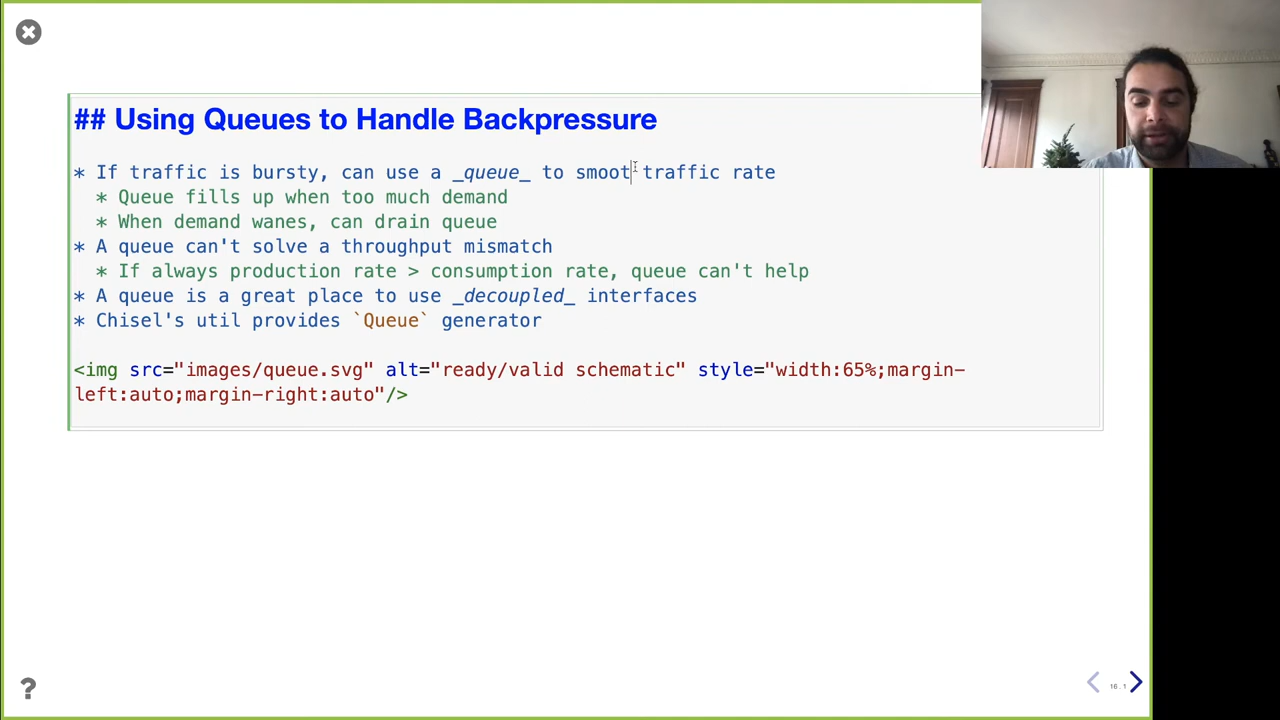 ## Using Queues to Handle Backpressure
* If traffic is bursty, can use a _queue_ to smoot traffic rate
* Queue fills up when too much demand
* When demand wanes, can drain queue
* A queue can't solve a throughput mismatch
* If always production rate > consumption rate, queue can't help
* A queue is a great place to use _decoupled_ interfaces
* Chisel's util provides `Queue` generator
<img src="images/queue.svg" alt="ready/valid schematic" style="width:65%;margin-
left:auto;margin-right:auto"/>
?
16.1